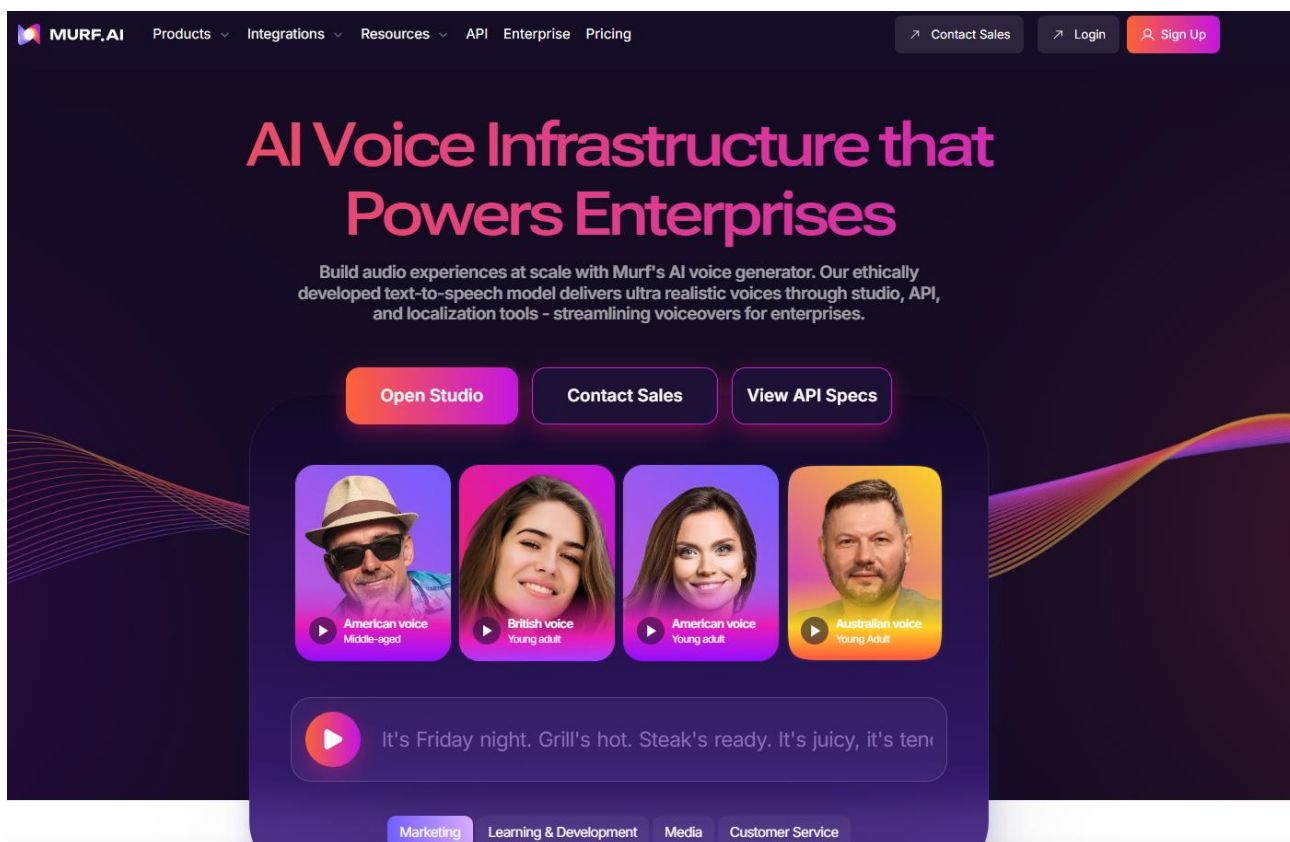 MURF.AI Products Integrations Resources API Enterprise Pricing Contact Sales Login Sign Up
AI Voice Infrastructure that
Powers Enterprises
Build audio experiences at scale with Murf's AI voice generator. Our ethically
developed text-to-speech model delivers ultra realistic voices through studio, API,
and localization tools - streamlining voiceovers for enterprises.
Open Studio Contact Sales View API Specs
American voice
Middle-aged
British voice
Young adult
American voice
Young adult
Australian voice
Young Adult
It's Friday night. Grill's hot. Steak's ready. It's juicy, it's ten
Marketing Learning & Development Media Customer Service